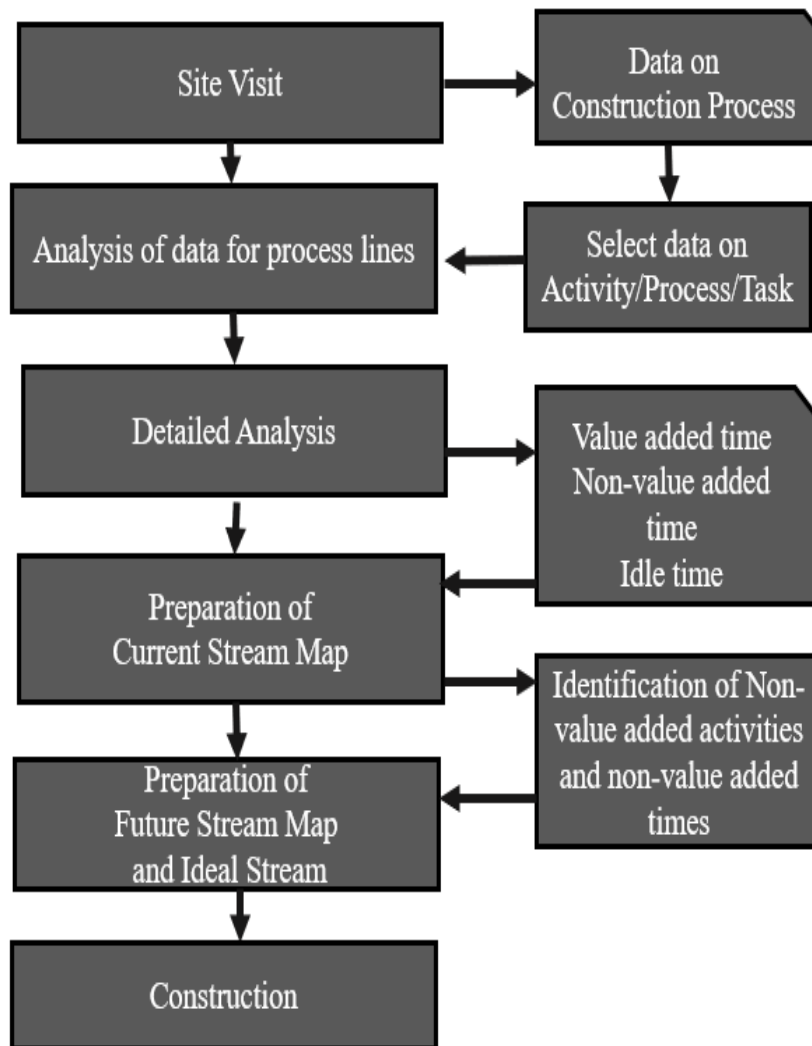 Site Visit
Data on
Construction Process
Analysis of data for process lines
Select data on
Activity/Process/Task
Detailed Analysis
Value added time
Non-value added
time
Idle time
Preparation of
Current Stream Map
Identification of Non-
value added activities
and non-value added
times
Preparation of
Future Stream Map
and Ideal Stream
Construction